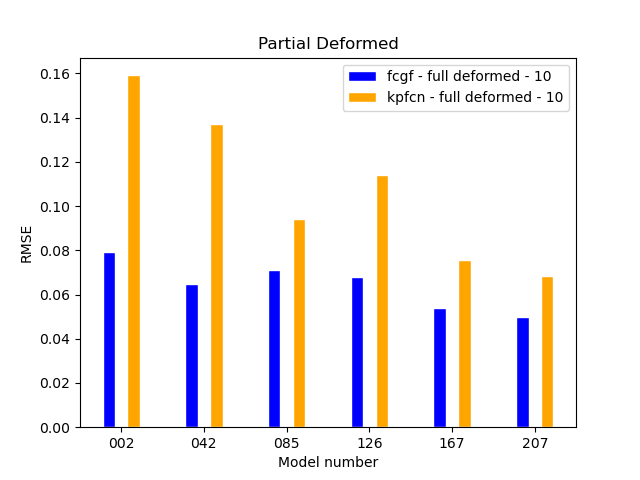 Partial Deformed
fcgf - full deformed - 10
kpfcn - full deformed - 10
RMSE
0.16
0.14
0.12
0.10
0.08
0.06
0.04
0.02
0.00
002 042 085 126 167 207
Model number